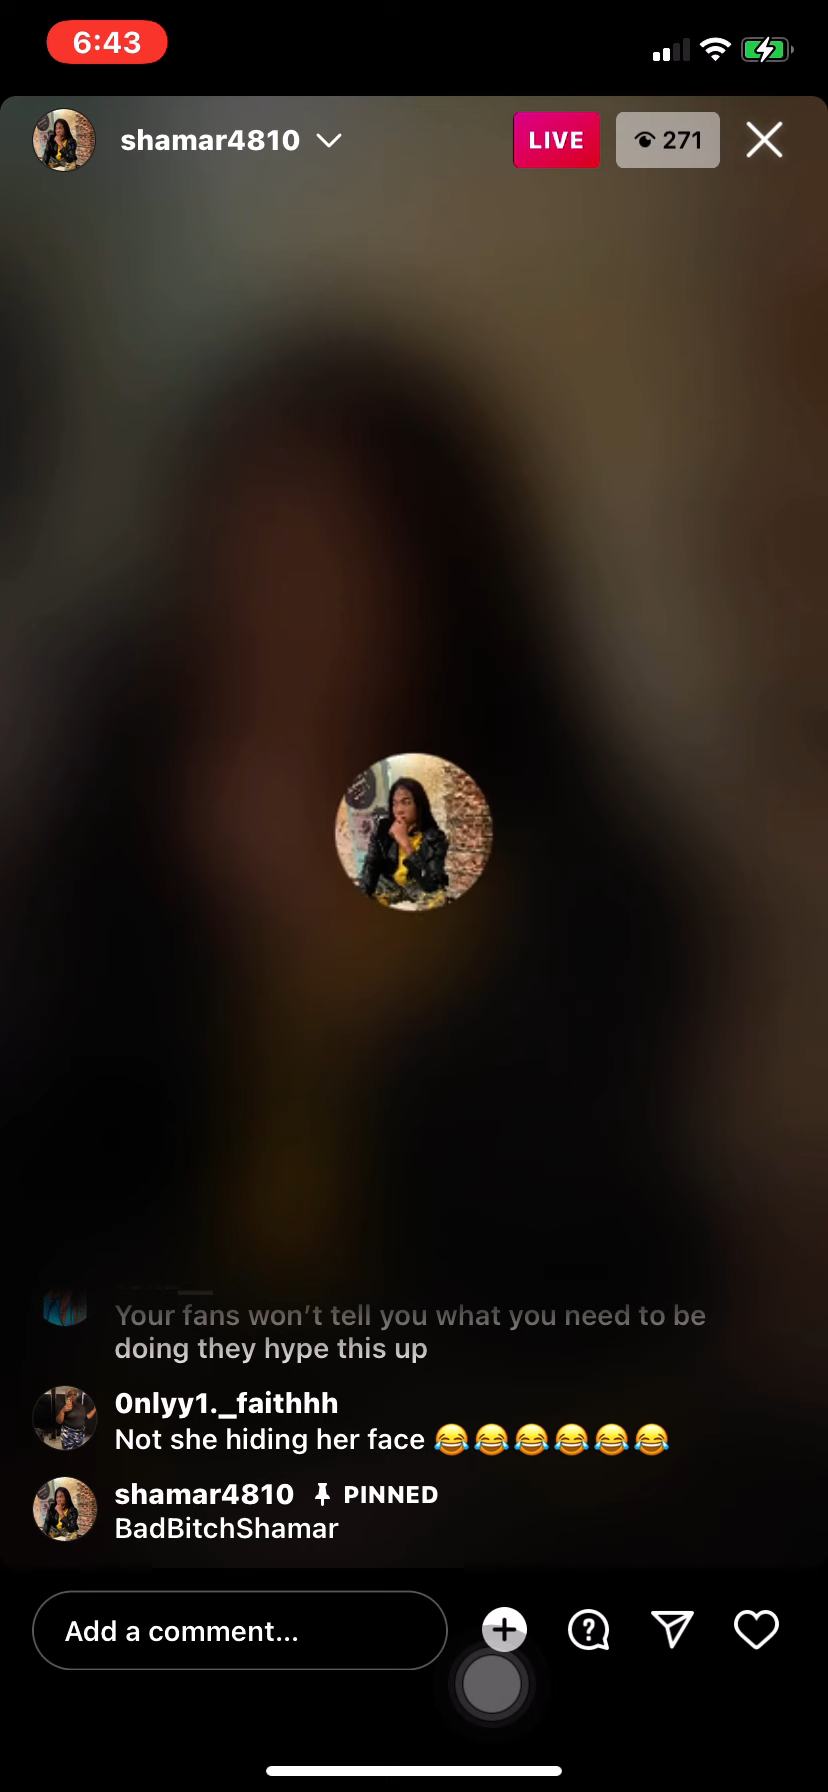 6:43
shamar4810
LIVE
271
Your fans won’t tell you what you need to be
doing they hype this up
0nlyy1._faithhh
Not she hiding her face 😂😂😂😂😂😂
shamar4810 PINNED
BadBitchShamar
Add a comment...